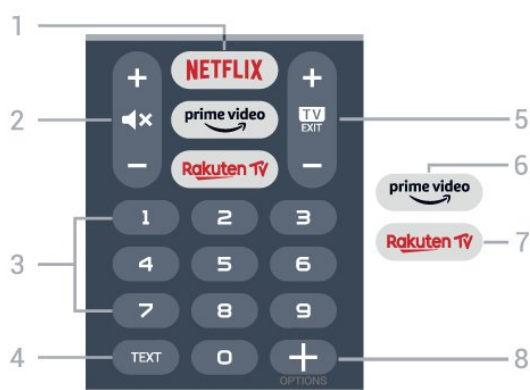 1
+ NETFLIX +
2 prime video TV EXIT 5
- Rakuten TV -
6
prime video
1 2 3
Rakuten TV 7
3
4 5 6
7 8 9
4 TEXT 0 + 8
OPTIONS